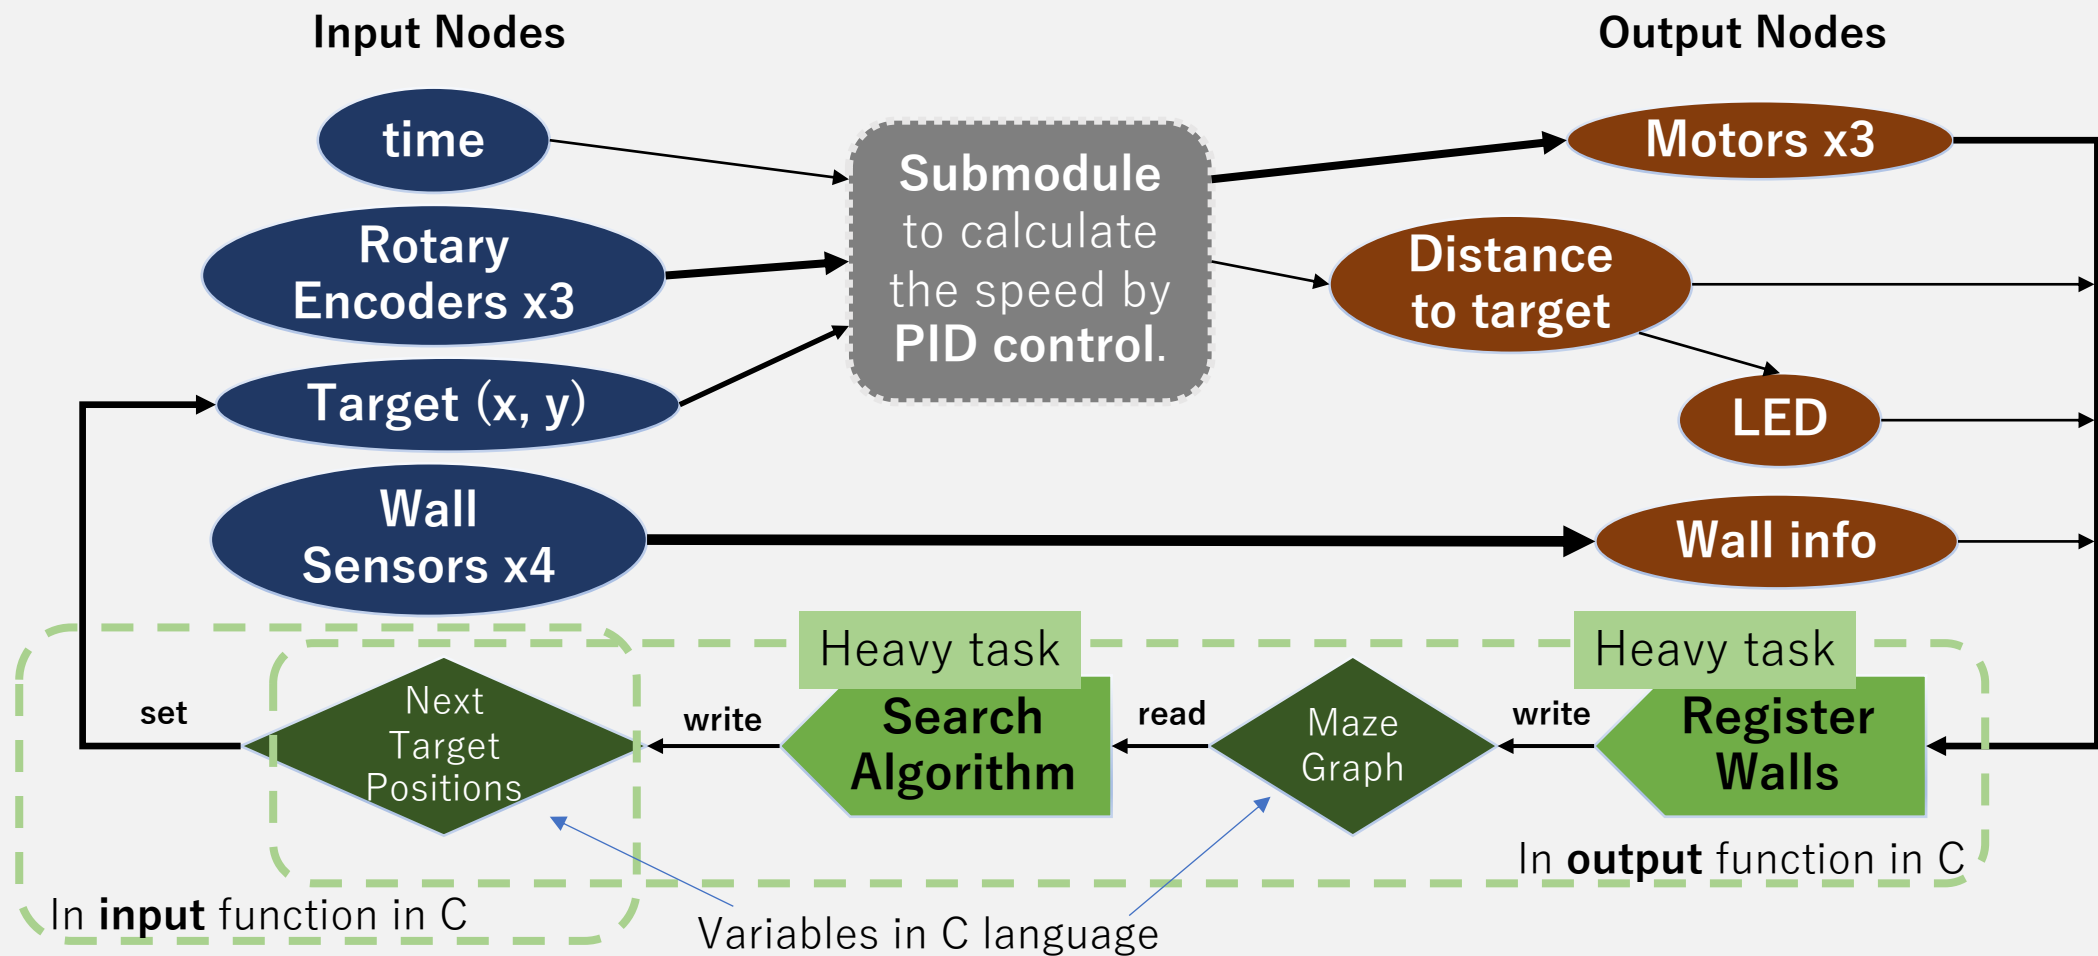 Input Nodes
Output Nodes
time
Rotary
Encoders x3
Target (x, y)
Wall
Sensors x4
Submodule
to calculate
the speed by
PID control.
Motors x3
Distance
to target
LED
Wall info
Heavy task
Heavy task
set
Next
Target
Positions
write
Search
Algorithm
read
Maze
Graph
write
Register
Walls
In output function in C
In input function in C
Variables in C language